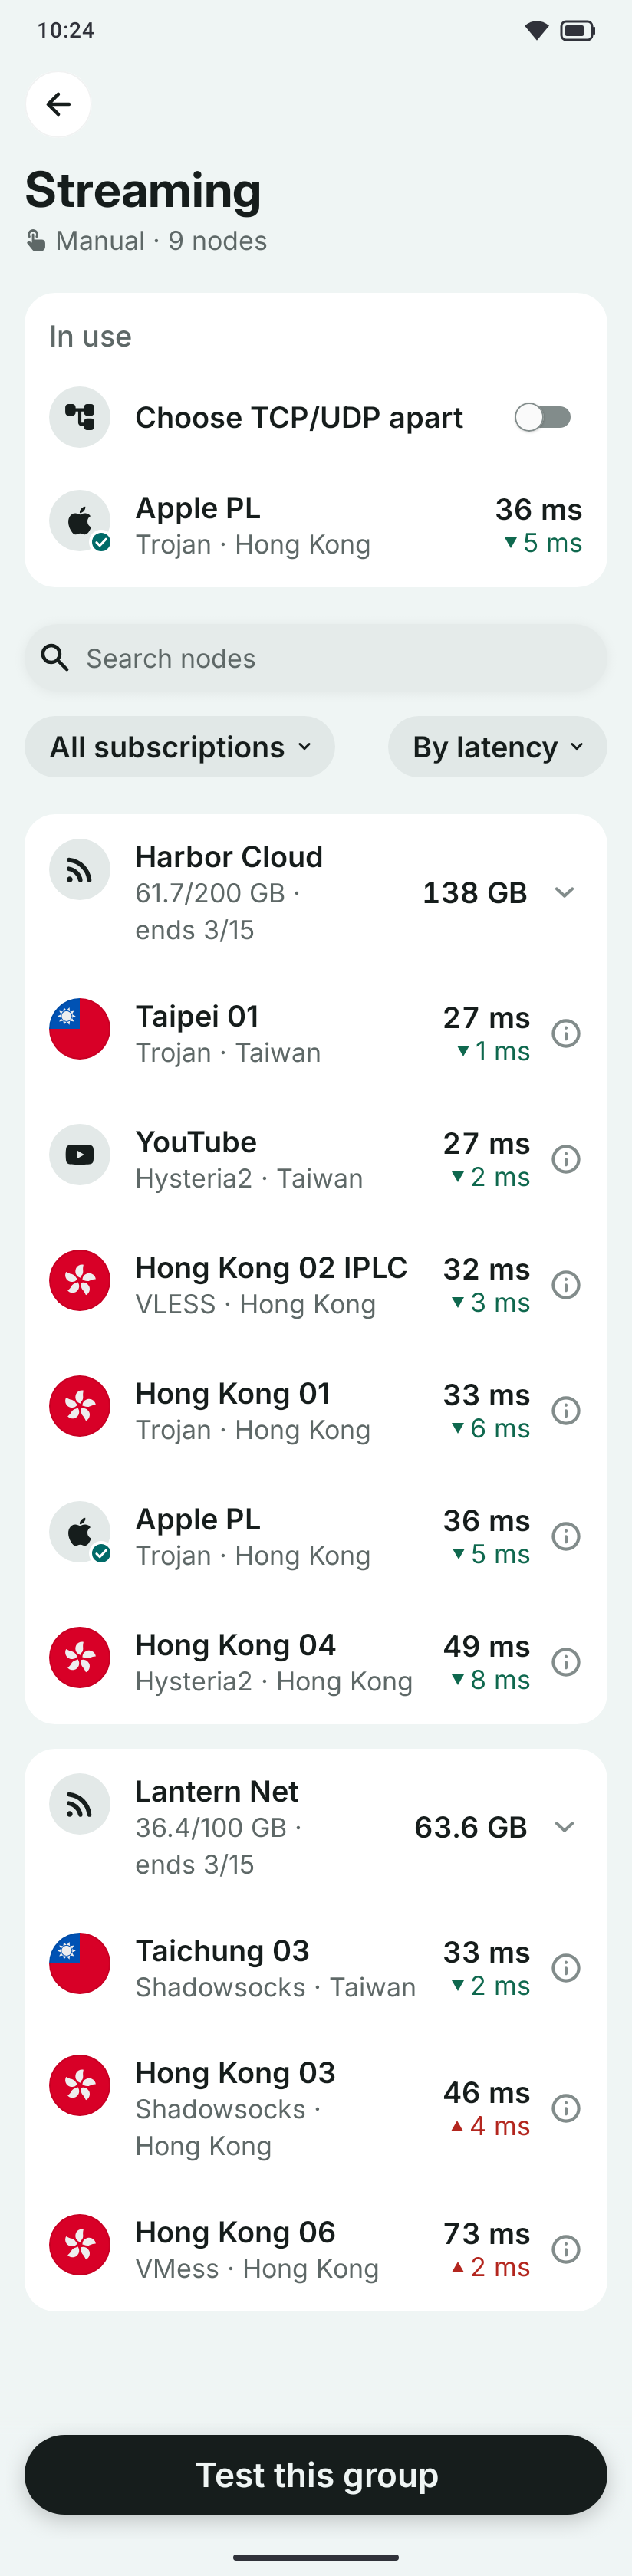 10:24
Streaming
Manual · 9 nodes
In use
Choose TCP/UDP apart
Apple PL
36 ms
Trojan · Hong Kong
▼5 ms
Search nodes
All subscriptions
By latency
Harbor Cloud
61.7/200 GB ·
ends 3/15
138 GB
Taipei 01
27 ms
Trojan · Taiwan
▼1 ms
YouTube
27 ms
Hysteria2 · Taiwan
▼2 ms
Hong Kong 02 IPLC
32 ms
VLESS · Hong Kong
▼3 ms
Hong Kong 01
33 ms
Trojan · Hong Kong
▼6 ms
Apple PL
36 ms
Trojan · Hong Kong
▼5 ms
Hong Kong 04
49 ms
Hysteria2 · Hong Kong
▼8 ms
Lantern Net
36.4/100 GB ·
ends 3/15
63.6 GB
Taichung 03
33 ms
Shadowsocks · Taiwan
▼2 ms
Hong Kong 03
46 ms
Shadowsocks ·
Hong Kong
▲4 ms
Hong Kong 06
73 ms
VMess · Hong Kong
▲2 ms
Test this group